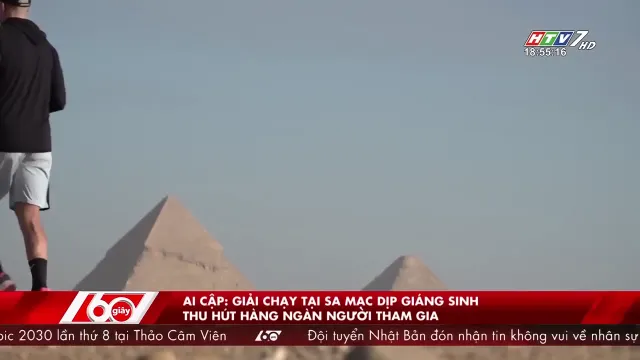 HTV7 HD
18:55:16
60 giây
AI CẬP: GIẢI CHẠY TẠI SA MẠC DỊP GIÁNG SINH
THU HÚT HÀNG NGÀN NGƯỜI THAM GIA
pic 2030 lần thứ 8 tại Thảo Cầm Viên 60 giây Đội tuyển Nhật Bản đón nhận tin không vui về nhân sự